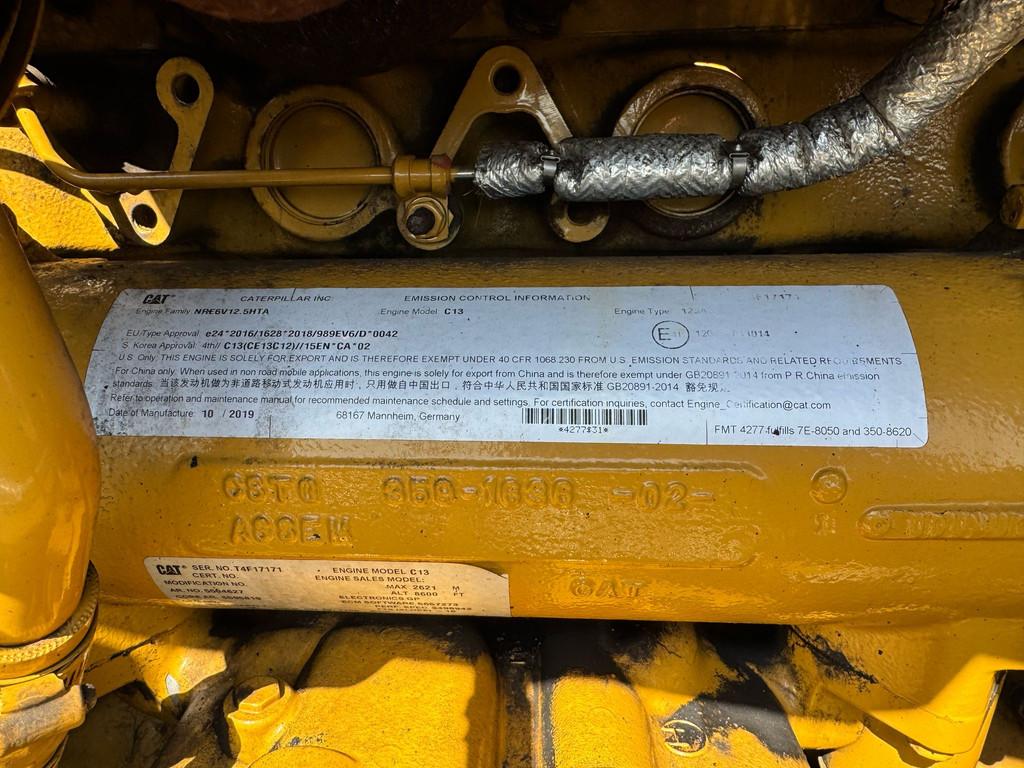 CAT CATERPILLAR INC. EMISSION CONTROL INFORMATION
Engine Family: NRE6V12.5HTA Engine Model: C13 Engine Type:
EU Type Approval: e24*2016/1628*2018/989EV6/D*0042
S. Korea Approval: 4th// C13(CE13C12)//15EN*CA*02
U.S. Only: THIS ENGINE IS SOLELY FOR EXPORT AND IS THEREFORE EXEMPT UNDER 40 CFR 1068.230 FROM U.S. EMISSION STANDARDS AND RELATED REQUIREMENTS
For China only: When used in non road mobile applications, this engine is solely for export from China and is therefore exempt under GB20891-2014 from P.R.China emission
standards. 当该发动机做为非道路移动式发动机应用时，只用做自中国出口，符合中华人民共和国国家标准 GB20891-2014 豁免规
Refer to operation and maintenance manual for recommended maintenance schedule and settings. For certification inquiries, contact Engine_Certification@cat.com
Date of Manufacture: 10 / 2019 68167 Mannheim, Germany
FMT 4277 fulfills 7E-8050 and 350-8620
-02-
CAT SER. NO. T4F17171 ENGINE MODEL C13
CERT. NO. ENGINE SALES MODEL:
MODIFICATION NO. MAX 2621 M
AR. NO. ALT 8600 FT
ELECTRONICS GP
ECM SOFTWARE
CAT